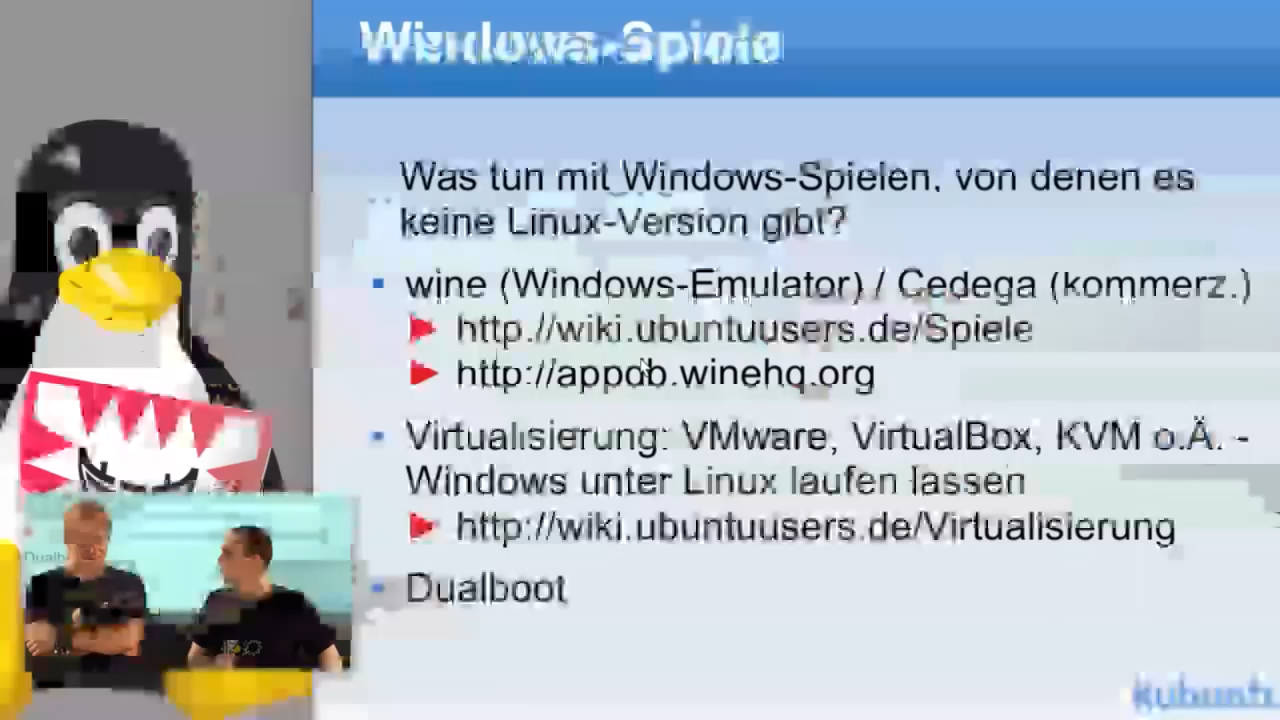 Windows-Spiele
Was tun mit Windows-Spielen, von denen es
keine Linux-Version gibt?
wine (Windows-Emulator) / Cedega (kommerz.)
http://wiki.ubuntuusers.de/Spiele
http://appdb.winehq.org
Virtualisierung: VMware, VirtualBox, KVM o.Ä. -
Windows unter Linux laufen lassen
http://wiki.ubuntuusers.de/Virtualisierung
Dualboot